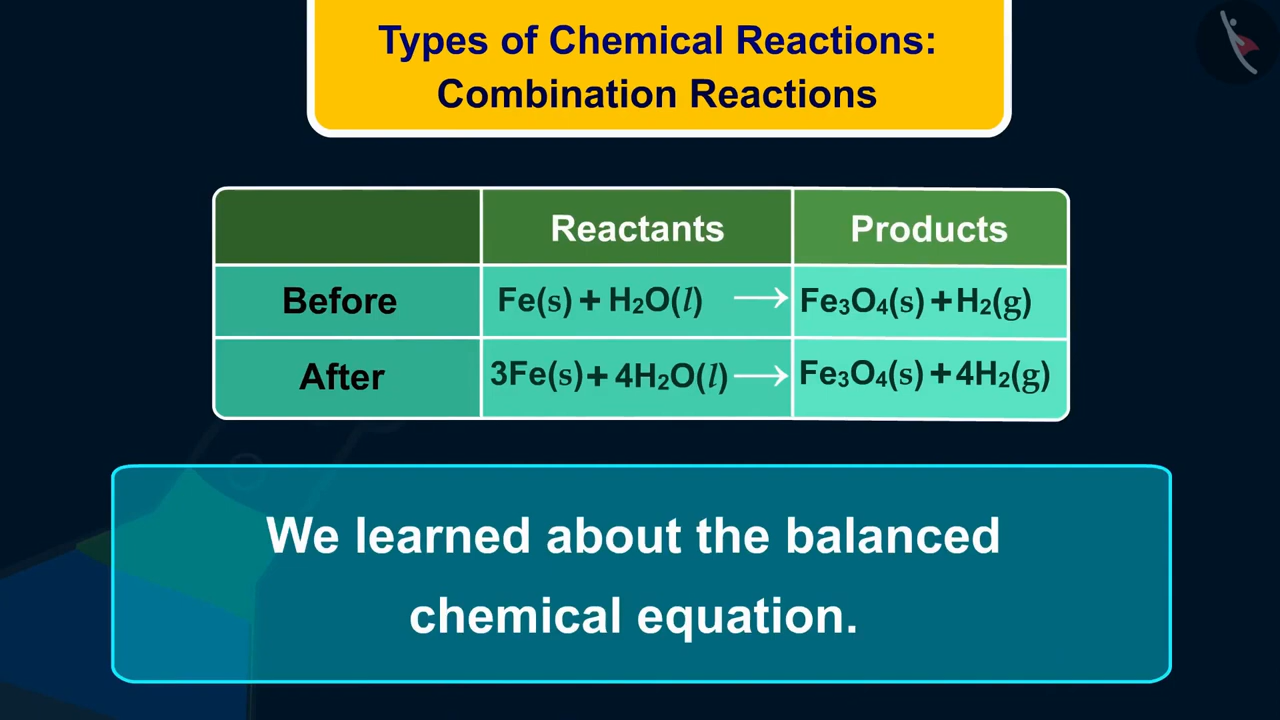 Types of Chemical Reactions:
Combination Reactions
Reactants Products
Before Fe(s) + H₂O(l) ⟶ Fe₃O₄(s) + H₂(g)
After 3Fe(s) + 4H₂O(l) ⟶ Fe₃O₄(s) + 4H₂(g)
We learned about the balanced
chemical equation.